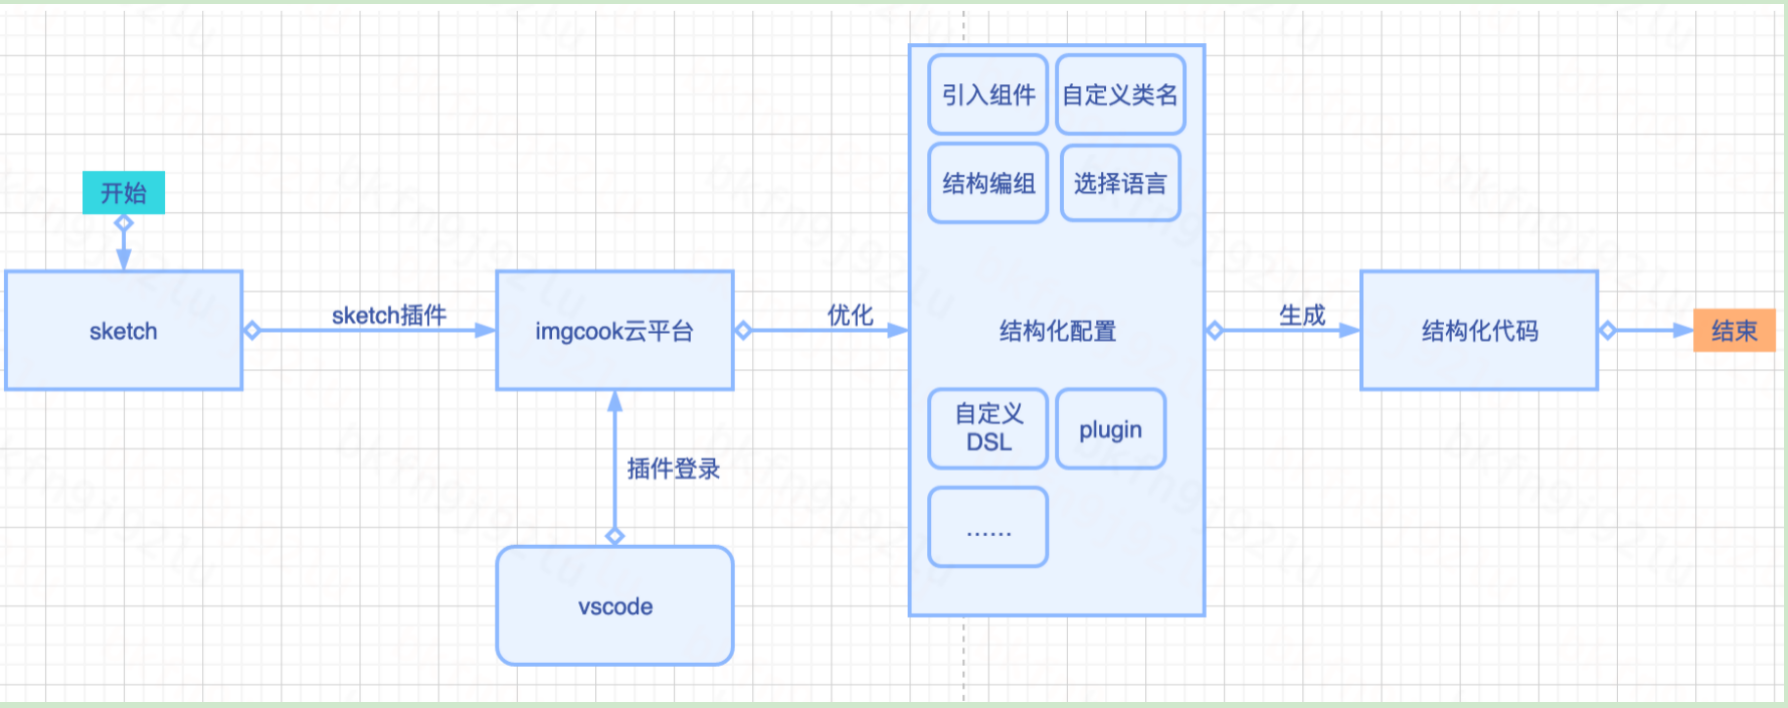 开始
sketch
sketch插件
imgcook云平台
插件登录
vscode
优化
引入组件
自定义类名
结构编组
选择语言
结构化配置
自定义
DSL
plugin
......
生成
结构化代码
结束